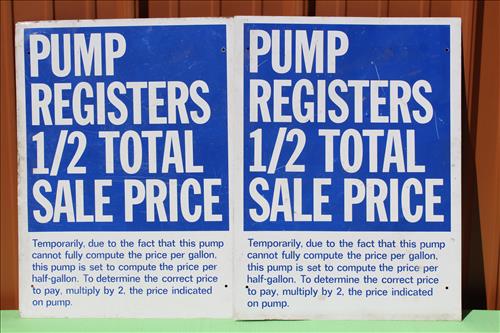 PUMP
REGISTERS
1/2 TOTAL
SALE PRICE
Temporarily, due to the fact that this pump
cannot fully compute the price per gallon,
this pump is set to compute the price per
half-gallon. To determine the correct price
to pay, multiply by 2, the price indicated
on pump.
PUMP
REGISTERS
1/2 TOTAL
SALE PRICE
Temporarily, due to the fact that this pump
cannot fully compute the price per gallon,
this pump is set to compute the price per
half-gallon. To determine the correct price
to pay, multiply by 2, the price indicated
on pump.